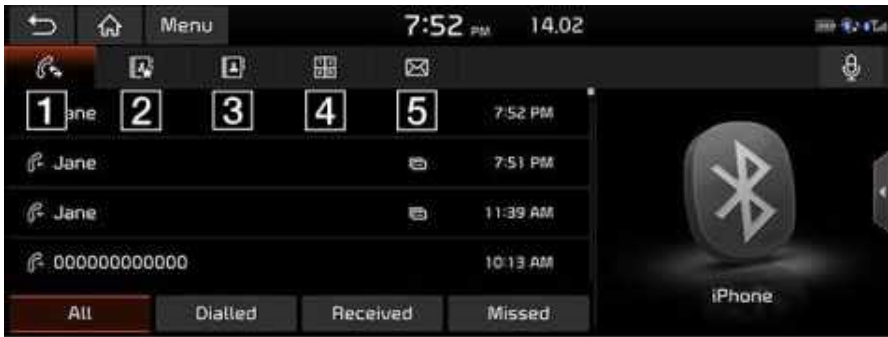 Menu 7:52 PM 14.02
1 2 3 4 5
ane 7:52 PM
Jane 7:51 PM
Jane 11:39 AM
000000000000 10:13 AM
iPhone
All Dialled Received Missed